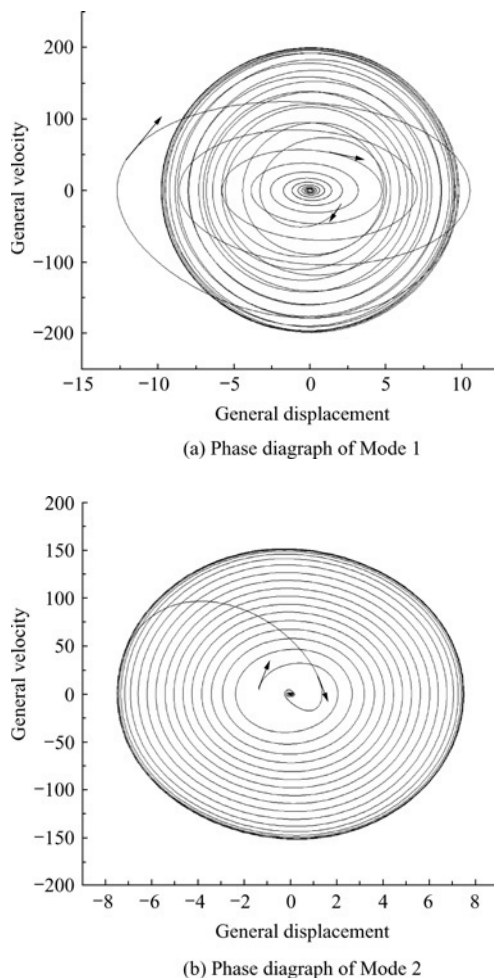 200
100
0
−100
−200
General velocity
−15
−10
−5
0
5
10
General displacement
(a) Phase diagraph of Mode 1
200
150
100
50
0
−50
−100
−150
−200
General velocity
−8 −6 −4 −2 0 2 4 6 8
General displacement
(b) Phase diagraph of Mode 2